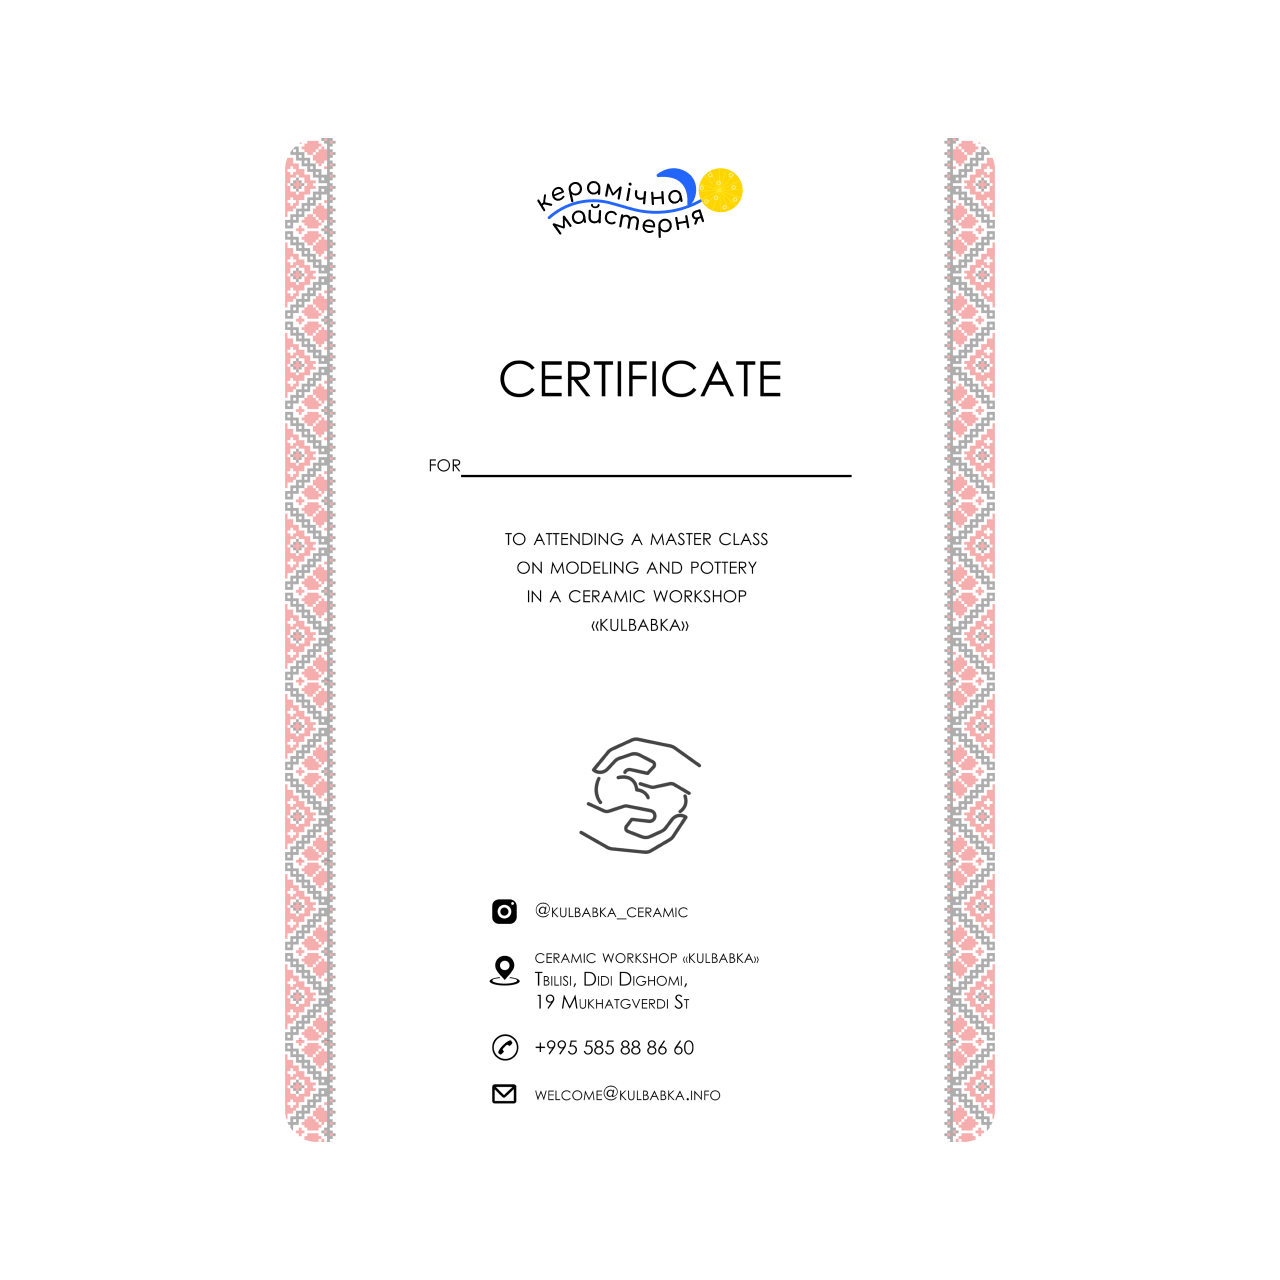 керамічна
майстерня
CERTIFICATE
FOR
TO ATTENDING A MASTER CLASS
ON MODELING AND POTTERY
IN A CERAMIC WORKSHOP
«KULBABKA»
@KULBABKA_CERAMIC
CERAMIC WORKSHOP «KULBABKA»
Tbilisi, Didi Dighomi,
19 Mukhatgverdi St
+995 585 88 86 60
WELCOME@KULBABKA.INFO